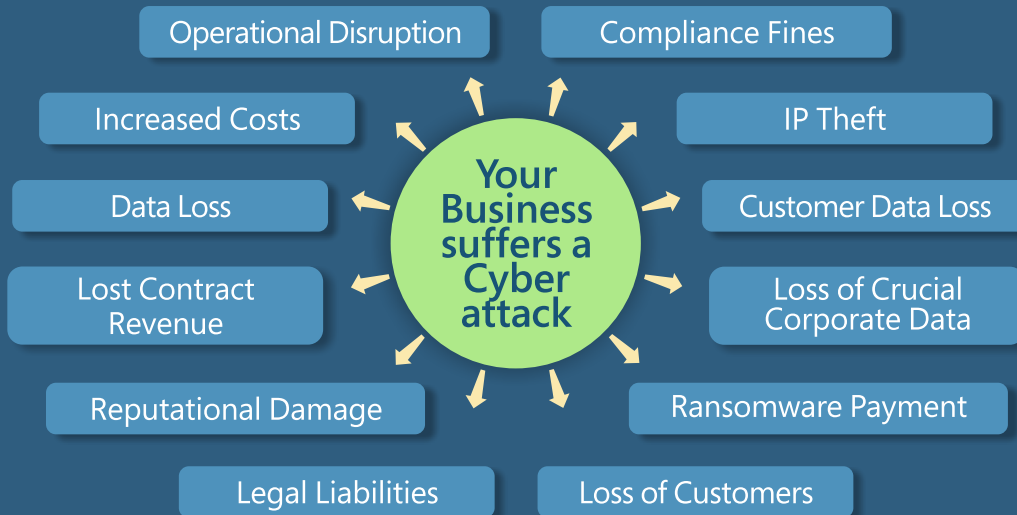 Operational Disruption
Compliance Fines
Increased Costs
IP Theft
Your
Business
suffers a
Cyber
attack
Data Loss
Customer Data Loss
Lost Contract
Revenue
Loss of Crucial
Corporate Data
Reputational Damage
Ransomware Payment
Legal Liabilities
Loss of Customers